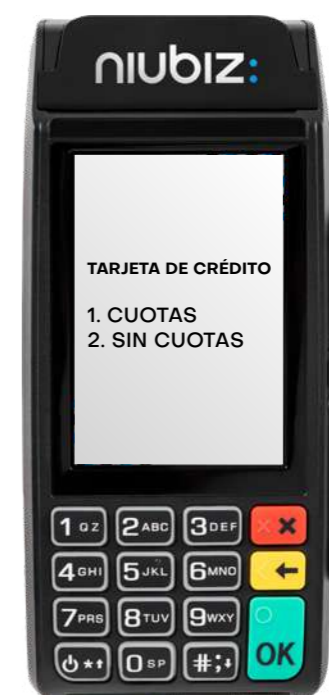 niubiz:
TARJETA DE CRÉDITO
1. CUOTAS
2. SIN CUOTAS
1 QZ 2 ABC 3 DEF
4 GHI 5 JKL 6 MNO
7 PRS 8 TUV 9 WXY
* 0 SP #;
OK